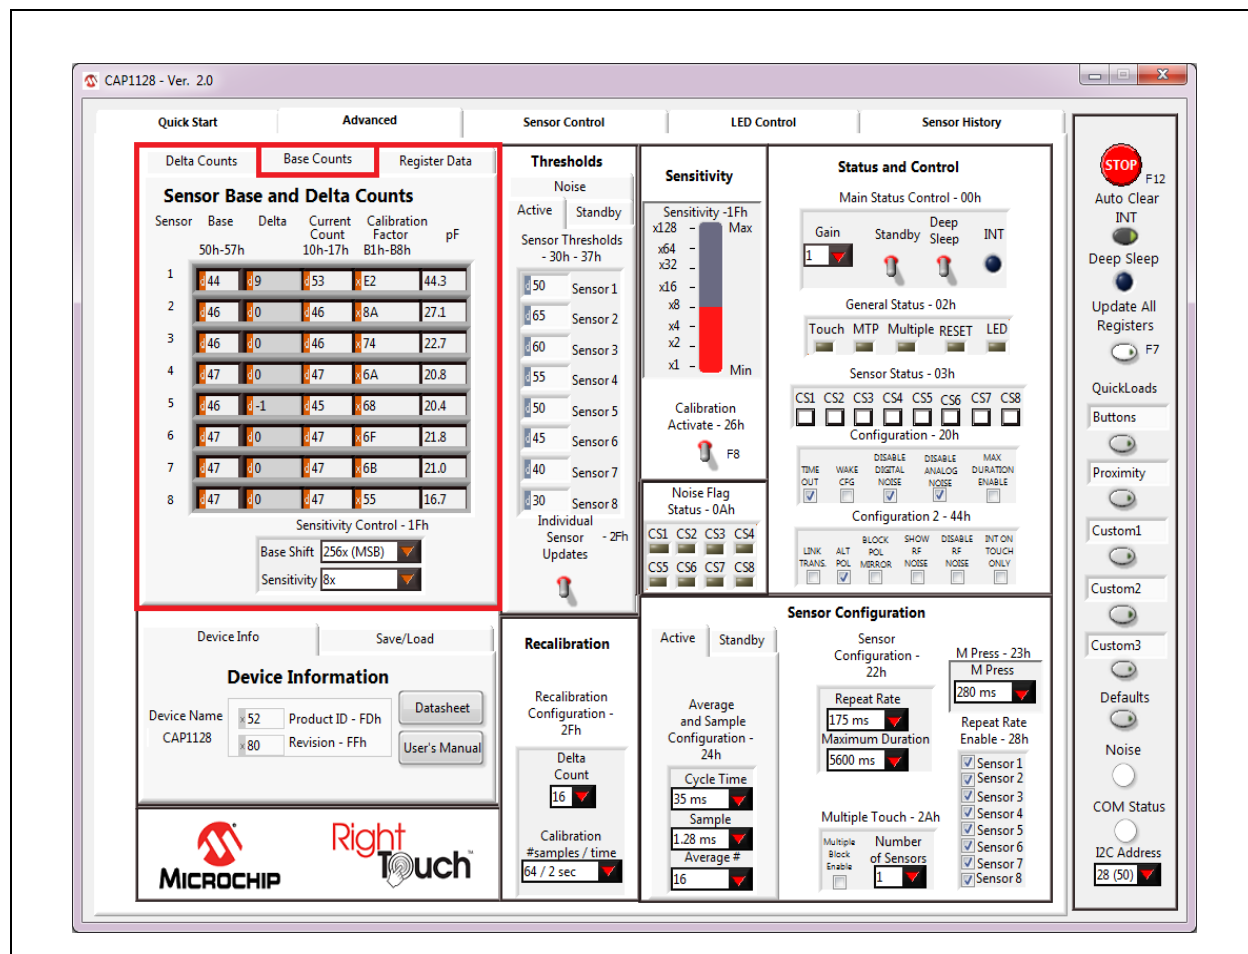 CAP1128 - Ver. 2.0
Quick Start
Advanced
Sensor Control
LED Control
Sensor History
Delta Counts
Base Counts
Register Data
Sensor Base and Delta Counts
Sensor Base Delta Current Count Calibration Factor pF
50h-57h 10h-17h B1h-B8h
1 d 44 d 9 d 53 x E2 44.3
2 d 46 d 0 d 46 x 8A 27.1
3 d 46 d 0 d 46 x 74 22.7
4 d 47 d 0 d 47 x 6A 20.8
5 d 46 d -1 d 45 x 68 20.4
6 d 47 d 0 d 47 x 6F 21.8
7 d 47 d 0 d 47 x 6B 21.0
8 d 47 d 0 d 47 x 55 16.7
Sensitivity Control - 1Fh
Base Shift 256x (MSB)
Sensitivity 8x
Thresholds
Noise
Active
Standby
Sensor Thresholds
- 30h - 37h
d 50 Sensor 1
d 65 Sensor 2
d 60 Sensor 3
d 55 Sensor 4
d 50 Sensor 5
d 45 Sensor 6
d 40 Sensor 7
d 30 Sensor 8
Individual
Sensor - 2Fh
Updates
Sensitivity
Sensitivity -1Fh
x128 Max
x64
x32
x16
x8
x4
x2
x1 Min
Calibration
Activate - 26h
F8
Noise Flag
Status - 0Ah
CS1 CS2 CS3 CS4
CS5 CS6 CS7 CS8
Status and Control
Main Status Control - 00h
Gain
1
Standby
Deep
Sleep
INT
General Status - 02h
Touch MTP Multiple RESET LED
Sensor Status - 03h
CS1 CS2 CS3 CS4 CS5 CS6 CS7 CS8
Configuration - 20h
TIME OUT
WAKE CFG
DISABLE DIGITAL NOISE
DISABLE ANALOG NOISE
MAX DURATION ENABLE
Configuration 2 - 44h
LINK TRANS.
ALT POL
BLOCK POL MIRROR
SHOW RF NOISE
DISABLE RF NOISE
INT ON TOUCH ONLY
Device Info
Save/Load
Device Information
Device Name
CAP1128
x 52 Product ID - FDh
x 80 Revision - FFh
Datasheet
User's Manual
MICROCHIP
RightTouch™
Recalibration
Recalibration
Configuration -
2Fh
Delta
Count
16
Calibration
#samples / time
64 / 2 sec
Sensor Configuration
Active
Standby
Average
and Sample
Configuration -
24h
Cycle Time
35 ms
Sample
1.28 ms
Average #
16
Sensor
Configuration -
22h
Repeat Rate
175 ms
Maximum Duration
5600 ms
Multiple Touch - 2Ah
Multiple
Block
Enable
Number
of Sensors
1
M Press - 23h
M Press
280 ms
Repeat Rate
Enable - 28h
Sensor 1
Sensor 2
Sensor 3
Sensor 4
Sensor 5
Sensor 6
Sensor 7
Sensor 8
STOP
F12
Auto Clear
INT
Deep Sleep
Update All
Registers
F7
QuickLoads
Buttons
Proximity
Custom1
Custom2
Custom3
Defaults
Noise
COM Status
I2C Address
28 (50)